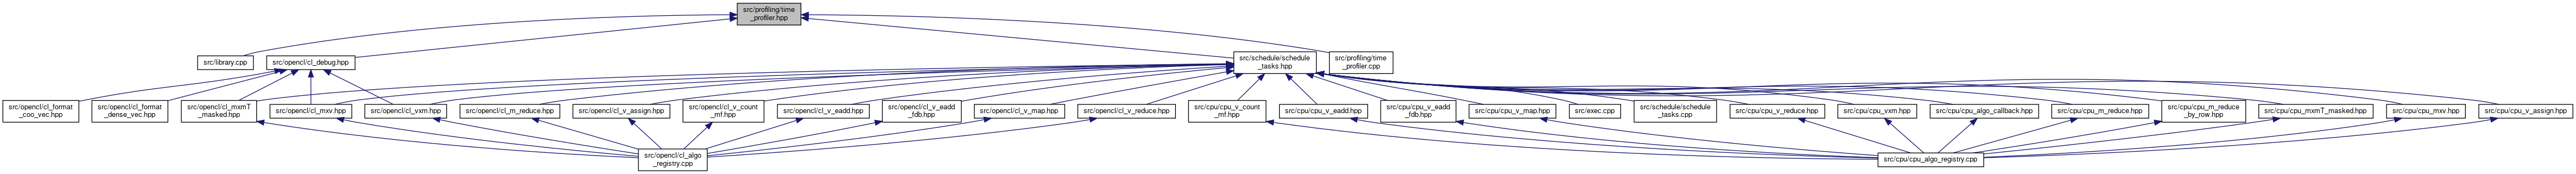 src/profiling/time
_profiler.hpp
src/library.cpp
src/opencl/cl_debug.hpp
src/schedule/schedule
_tasks.hpp
src/profiling/time
_profiler.cpp
src/opencl/cl_format
_coo_vec.hpp
src/opencl/cl_format
_dense_vec.hpp
src/opencl/cl_mxmT
_masked.hpp
src/opencl/cl_mxv.hpp
src/opencl/cl_vxm.hpp
src/opencl/cl_m_reduce.hpp
src/opencl/cl_v_assign.hpp
src/opencl/cl_v_count
_mf.hpp
src/opencl/cl_v_eadd.hpp
src/opencl/cl_v_eadd
_fdb.hpp
src/opencl/cl_v_map.hpp
src/opencl/cl_v_reduce.hpp
src/cpu/cpu_v_count
_mf.hpp
src/cpu/cpu_v_eadd.hpp
src/cpu/cpu_v_eadd
_fdb.hpp
src/cpu/cpu_v_map.hpp
src/exec.cpp
src/schedule/schedule
_tasks.cpp
src/cpu/cpu_v_reduce.hpp
src/cpu/cpu_vxm.hpp
src/cpu/cpu_algo_callback.hpp
src/cpu/cpu_m_reduce.hpp
src/cpu/cpu_m_reduce
_by_row.hpp
src/cpu/cpu_mxmT_masked.hpp
src/cpu/cpu_mxv.hpp
src/cpu/cpu_v_assign.hpp
src/opencl/cl_algo
_registry.cpp
src/cpu/cpu_algo_registry.cpp